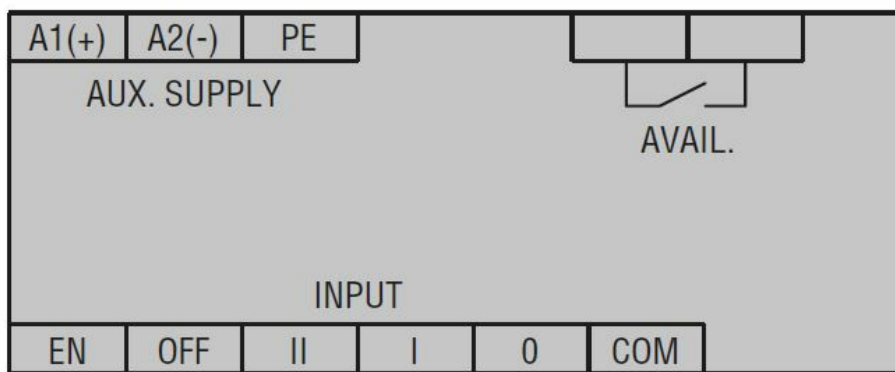 A1(+) A2(-) PE
AUX. SUPPLY
AVAIL.
INPUT
EN OFF II I 0 COM